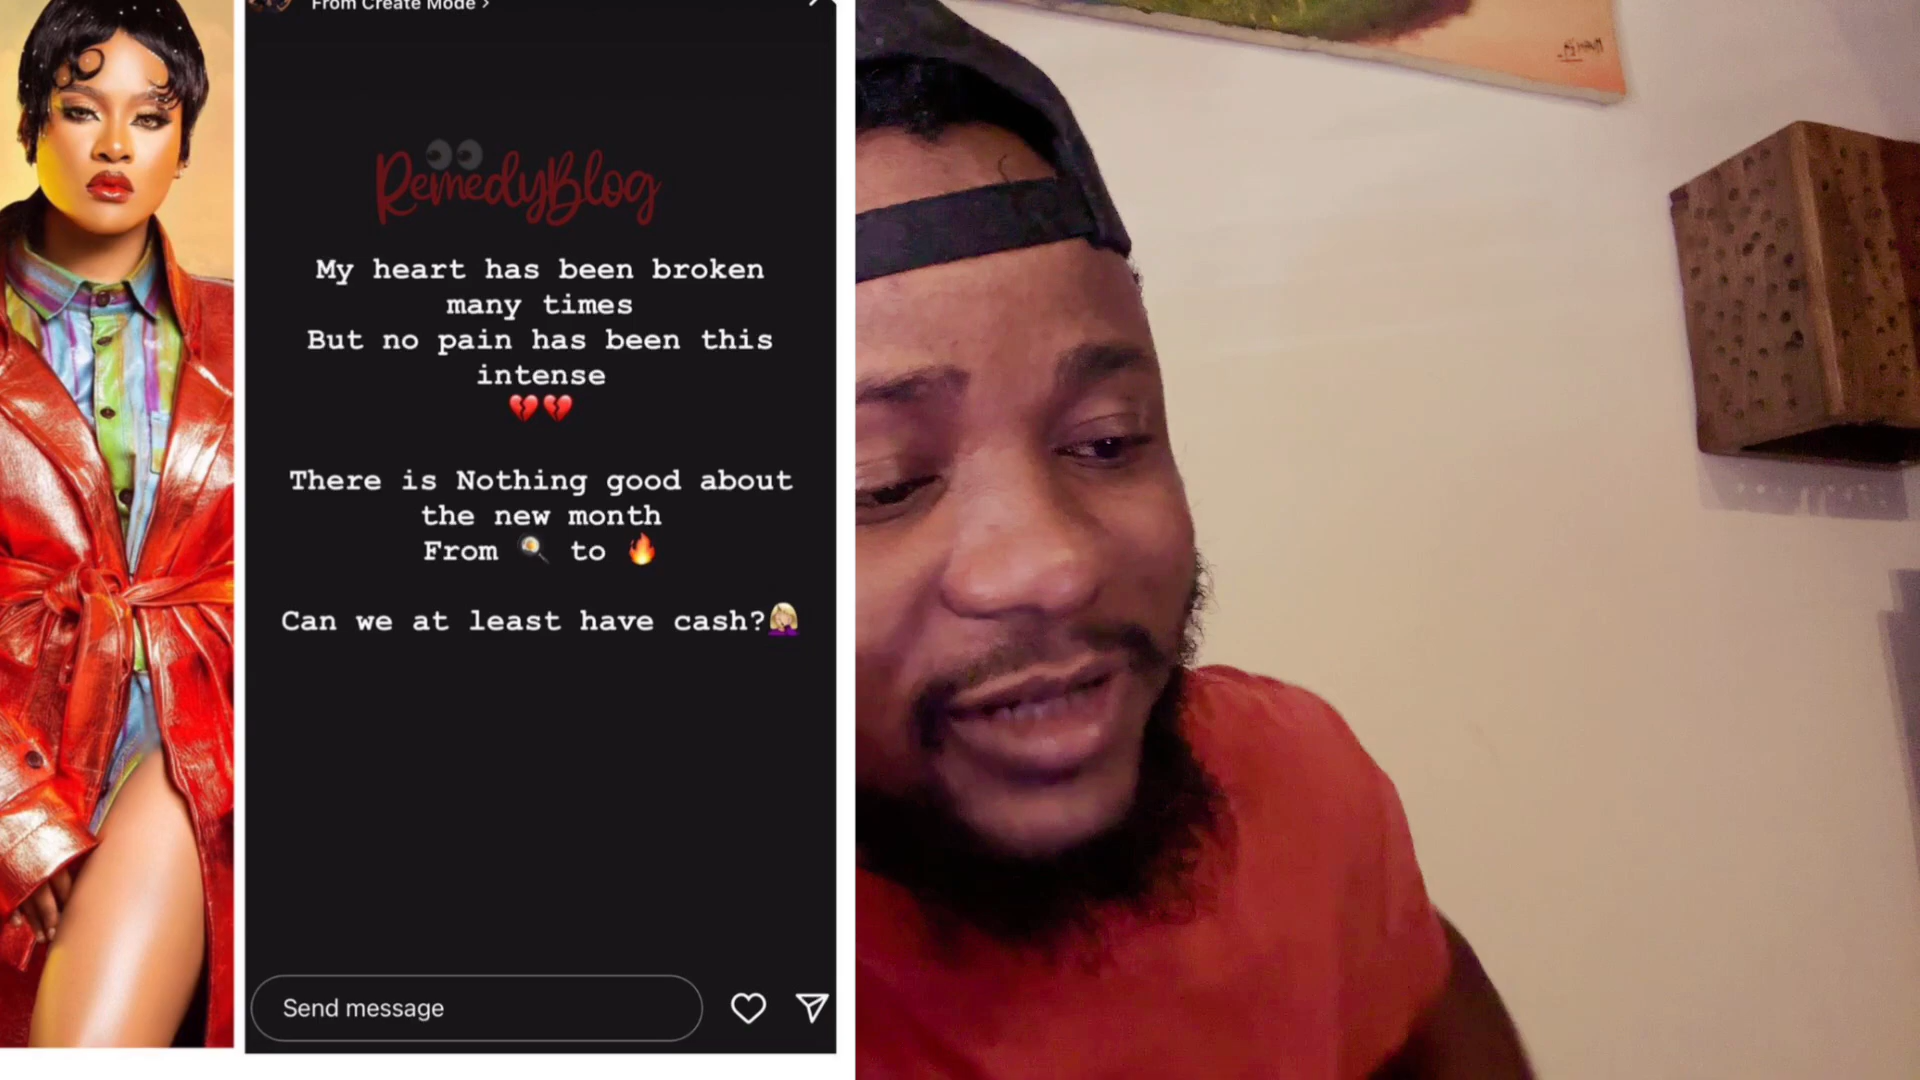 From Create Mode >
RemedyBlog
My heart has been broken
many times
But no pain has been this
intense
💔💔
There is Nothing good about
the new month
From 🍳 to 🔥
Can we at least have cash?🤦🏼‍♀️
Send message